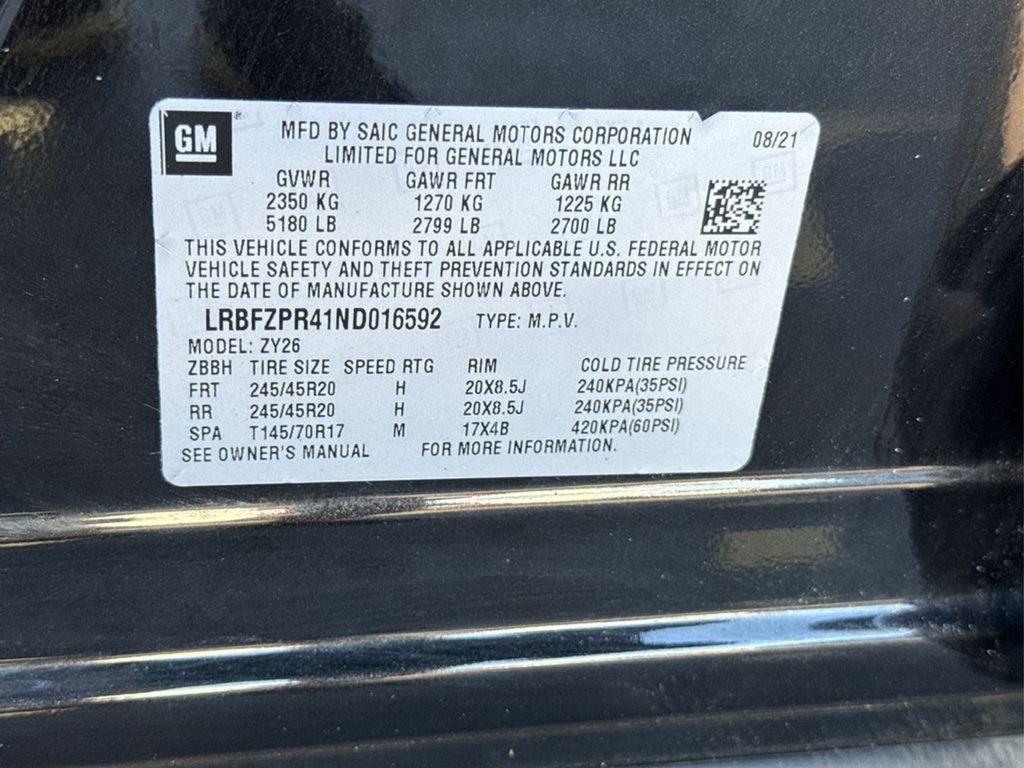 GM
MFD BY SAIC GENERAL MOTORS CORPORATION 08/21
LIMITED FOR GENERAL MOTORS LLC
GVWR GAWR FRT GAWR RR
2350 KG 1270 KG 1225 KG
5180 LB 2799 LB 2700 LB
THIS VEHICLE CONFORMS TO ALL APPLICABLE U.S. FEDERAL MOTOR
VEHICLE SAFETY AND THEFT PREVENTION STANDARDS IN EFFECT ON
THE DATE OF MANUFACTURE SHOWN ABOVE.
LRBFZPR41ND016592 TYPE: M.P.V.
MODEL: ZY26
ZBBH TIRE SIZE SPEED RTG RIM COLD TIRE PRESSURE
FRT 245/45R20 H 20X8.5J 240KPA(35PSI)
RR 245/45R20 H 20X8.5J 240KPA(35PSI)
SPA T145/70R17 M 17X4B 420KPA(60PSI)
SEE OWNER'S MANUAL FOR MORE INFORMATION.